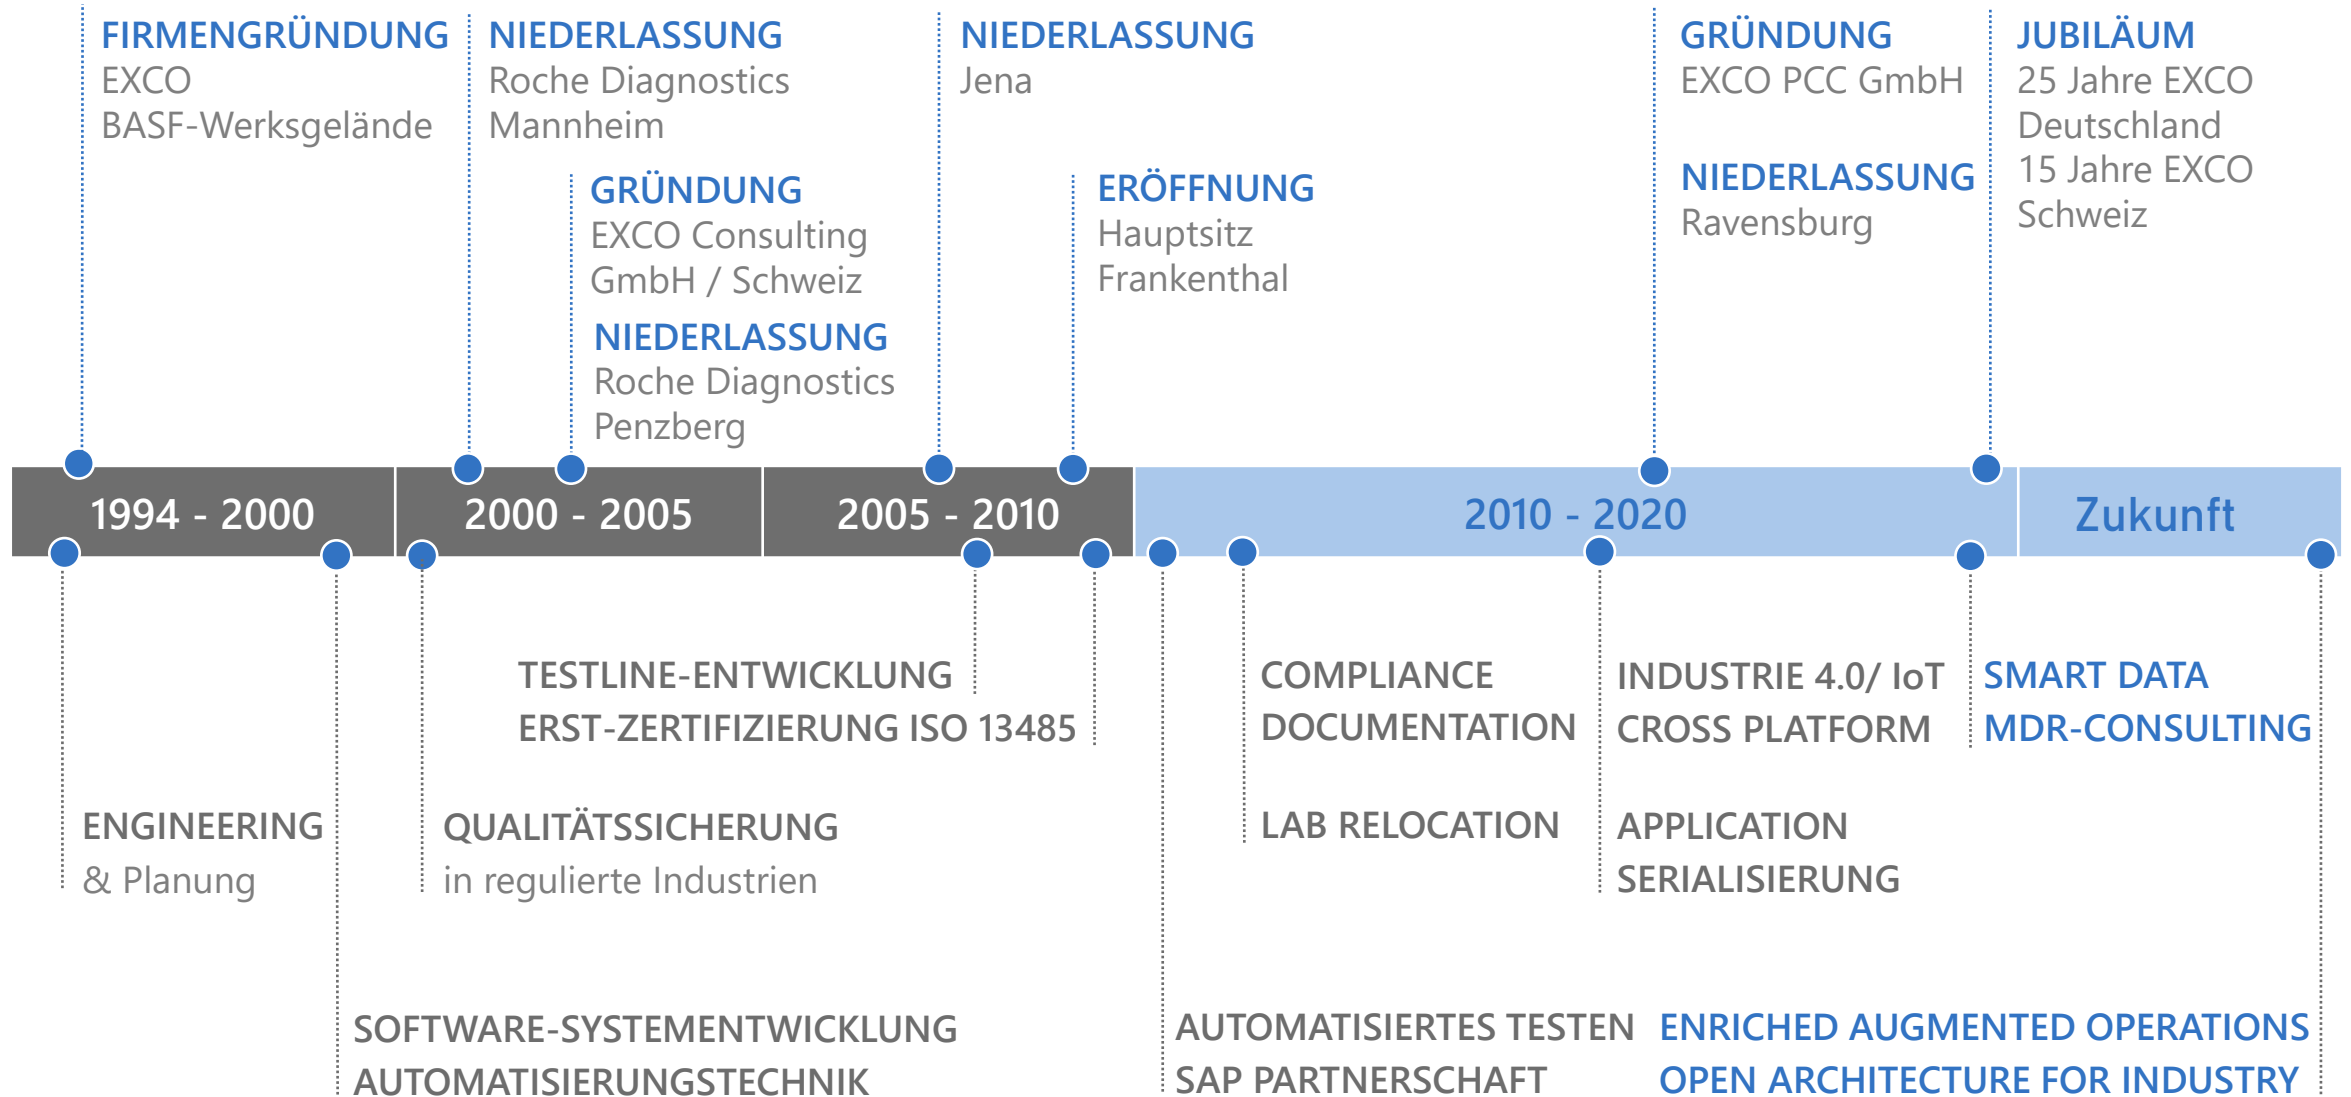 FIRMENGRÜNDUNG
EXCO
BASF-Werksgelände
NIEDERLASSUNG
Roche Diagnostics
Mannheim
GRÜNDUNG
EXCO Consulting
GmbH / Schweiz
NIEDERLASSUNG
Roche Diagnostics
Penzberg
NIEDERLASSUNG
Jena
ERÖFFNUNG
Hauptsitz
Frankenthal
GRÜNDUNG
EXCO PCC GmbH
NIEDERLASSUNG
Ravensburg
JUBILÄUM
25 Jahre EXCO
Deutschland
15 Jahre EXCO
Schweiz
1994 - 2000
2000 - 2005
2005 - 2010
2010 - 2020
Zukunft
ENGINEERING
& Planung
SOFTWARE-SYSTEMENTWICKLUNG
AUTOMATISIERUNGSTECHNIK
QUALITÄTSSICHERUNG
in regulierte Industrien
TESTLINE-ENTWICKLUNG
ERST-ZERTIFIZIERUNG ISO 13485
AUTOMATISIERTES TESTEN
SAP PARTNERSCHAFT
COMPLIANCE
DOCUMENTATION
LAB RELOCATION
INDUSTRIE 4.0/ IoT
CROSS PLATFORM
APPLICATION
SERIALISIERUNG
SMART DATA
MDR-CONSULTING
ENRICHED AUGMENTED OPERATIONS
OPEN ARCHITECTURE FOR INDUSTRY